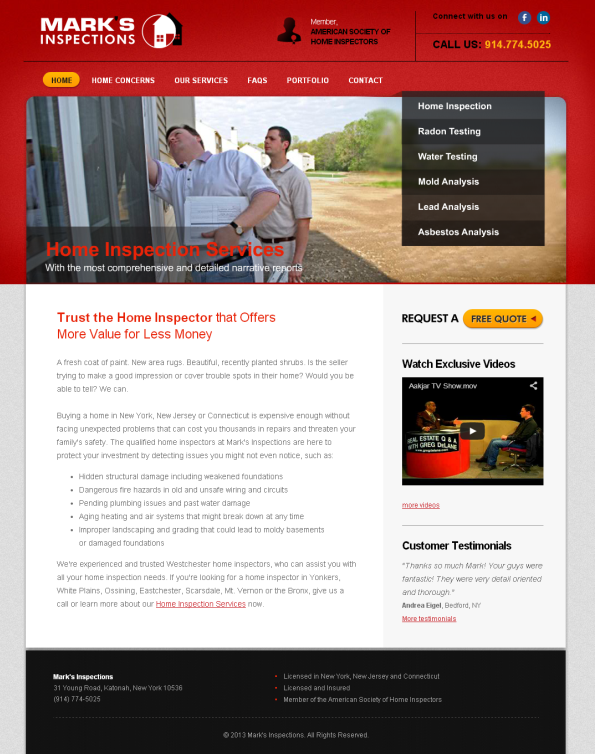 MARK'S
INSPECTIONS
Member,
AMERICAN SOCIETY OF
HOME INSPECTORS
Connect with us on
CALL US: 914.774.5025
HOME
HOME CONCERNS
OUR SERVICES
FAQS
PORTFOLIO
CONTACT
Home Inspection
Radon Testing
Water Testing
Mold Analysis
Lead Analysis
Asbestos Analysis
Home Inspection Services
With the most comprehensive and detailed narrative reports
Trust the Home Inspector that Offers
More Value for Less Money
A fresh coat of paint. New area rugs. Beautiful, recently planted shrubs. Is the seller
trying to make a good impression or cover trouble spots in their home? Would you be
able to tell? We can.
Buying a home in New York, New Jersey or Connecticut is expensive enough without
facing unexpected problems that can cost you thousands in repairs and threaten your
family's safety. The qualified home inspectors at Mark's Inspections are here to
protect your investment by detecting issues you might not even notice, such as:
• Hidden structural damage including weakened foundations
• Dangerous fire hazards in old and unsafe wiring and circuits
• Pending plumbing issues and past water damage
• Aging heating and air systems that might break down at any time
• Improper landscaping and grading that could lead to moldy basements
or damaged foundations
We're experienced and trusted Westchester home inspectors, who can assist you with
all your home inspection needs. If you're looking for a home inspector in Yonkers,
White Plains, Ossining, Eastchester, Scarsdale, Mt. Vernon or the Bronx, give us a
call or learn more about our Home Inspection Services now.
REQUEST A FREE QUOTE
Watch Exclusive Videos
Aakjar TV Show.mov
REAL ESTATE Q & A
WITH GREG DELANE
more videos
Customer Testimonials
"Thanks so much Mark! Your guys were
fantastic! They were very detail oriented
and thorough."
Andrea Eigel, Bedford, NY
More testimonials
Mark's Inspections
31 Young Road, Katonah, New York 10536
(914) 774-5025
• Licensed in New York, New Jersey and Connecticut
• Licensed and Insured
• Member of the American Society of Home Inspectors
© 2013 Mark's Inspections. All Rights Reserved.